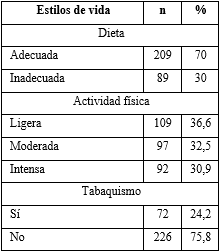 Estilos de vida n %
Dieta
Adecuada 209 70
Inadecuada 89 30
Actividad física
Ligera 109 36,6
Moderada 97 32,5
Intensa 92 30,9
Tabaquismo
Sí 72 24,2
No 226 75,8